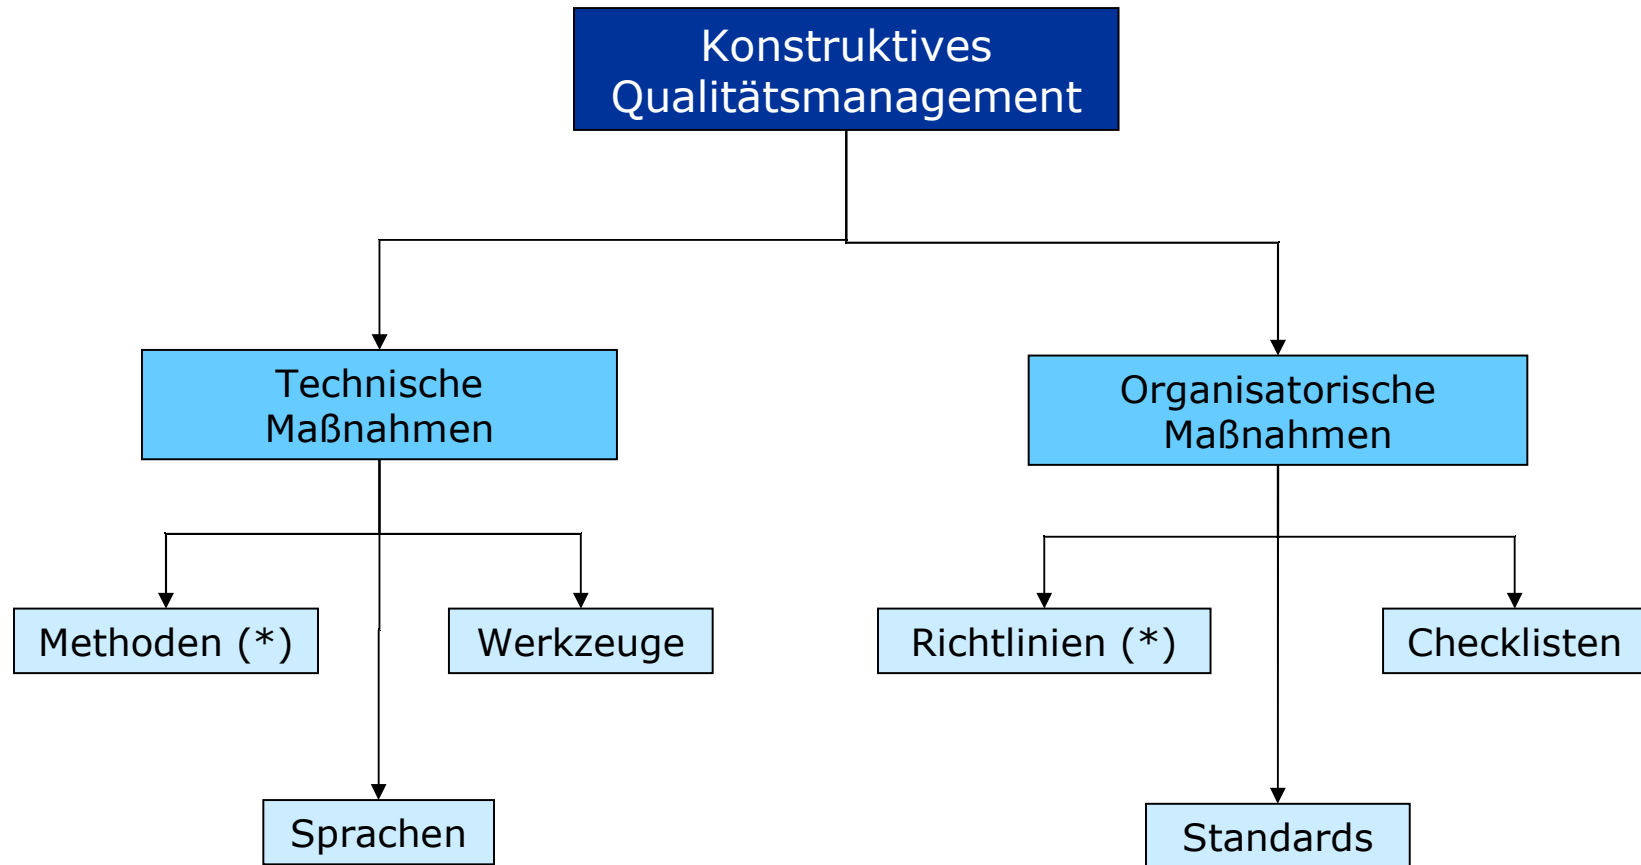 Konstruktives
Qualitätsmanagement
Technische
Maßnahmen
Organisatorische
Maßnahmen
Methoden (*)
Werkzeuge
Richtlinien (*)
Checklisten
Sprachen
Standards